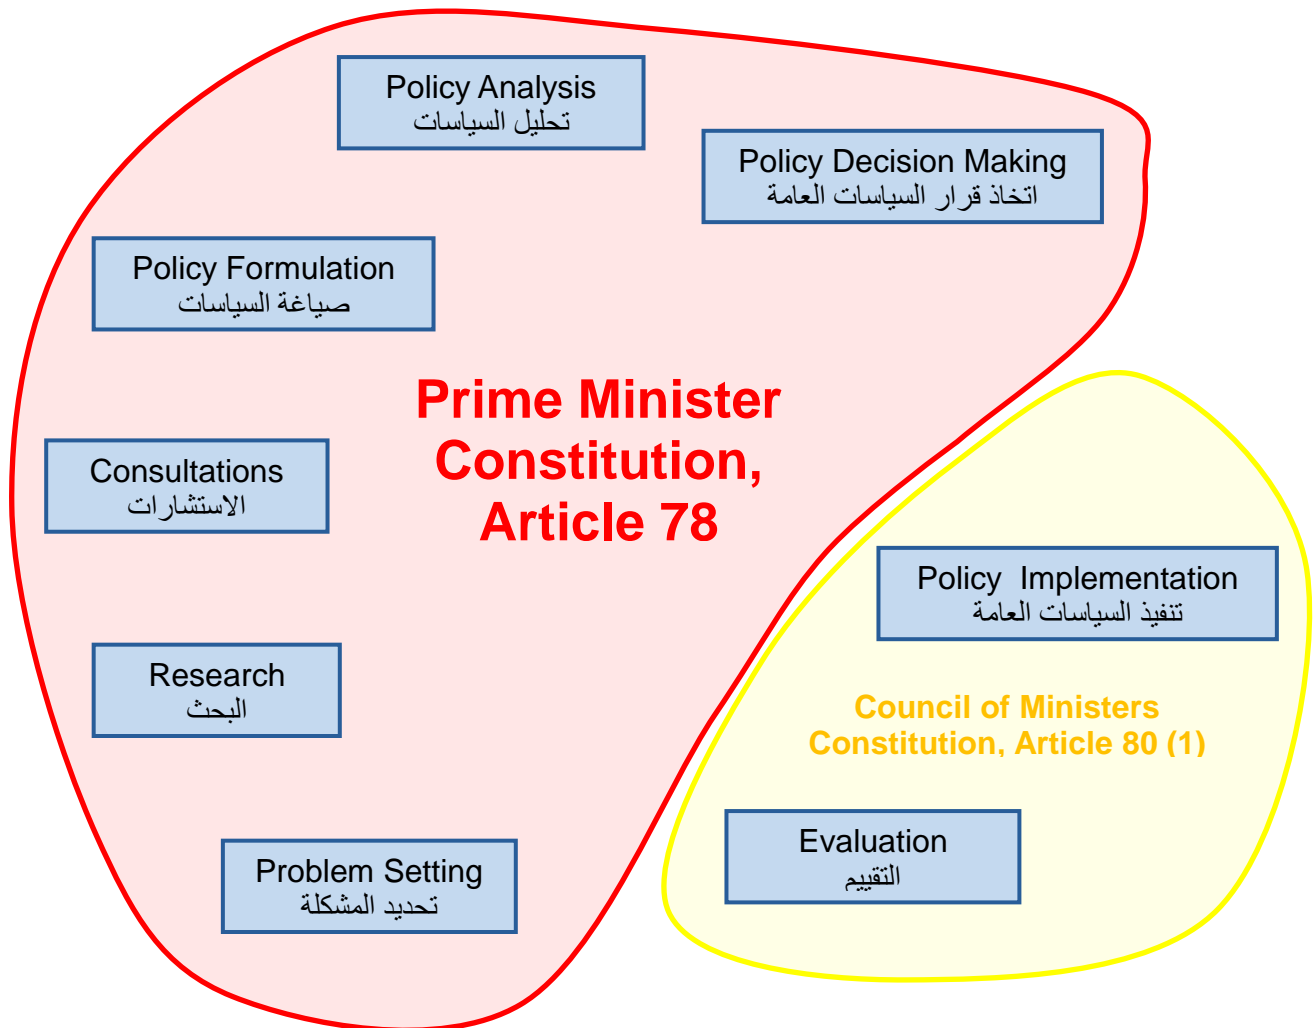 Policy Analysis
تحليل السياسات
Policy Decision Making
اتخاذ قرار السياسات العامة
Policy Formulation
صياغة السياسات
Prime Minister
Constitution,
Article 78
Consultations
الاستشارات
Policy Implementation
تنفيذ السياسات العامة
Research
البحث
Council of Ministers
Constitution, Article 80 (1)
Evaluation
التقييم
Problem Setting
تحديد المشكلة